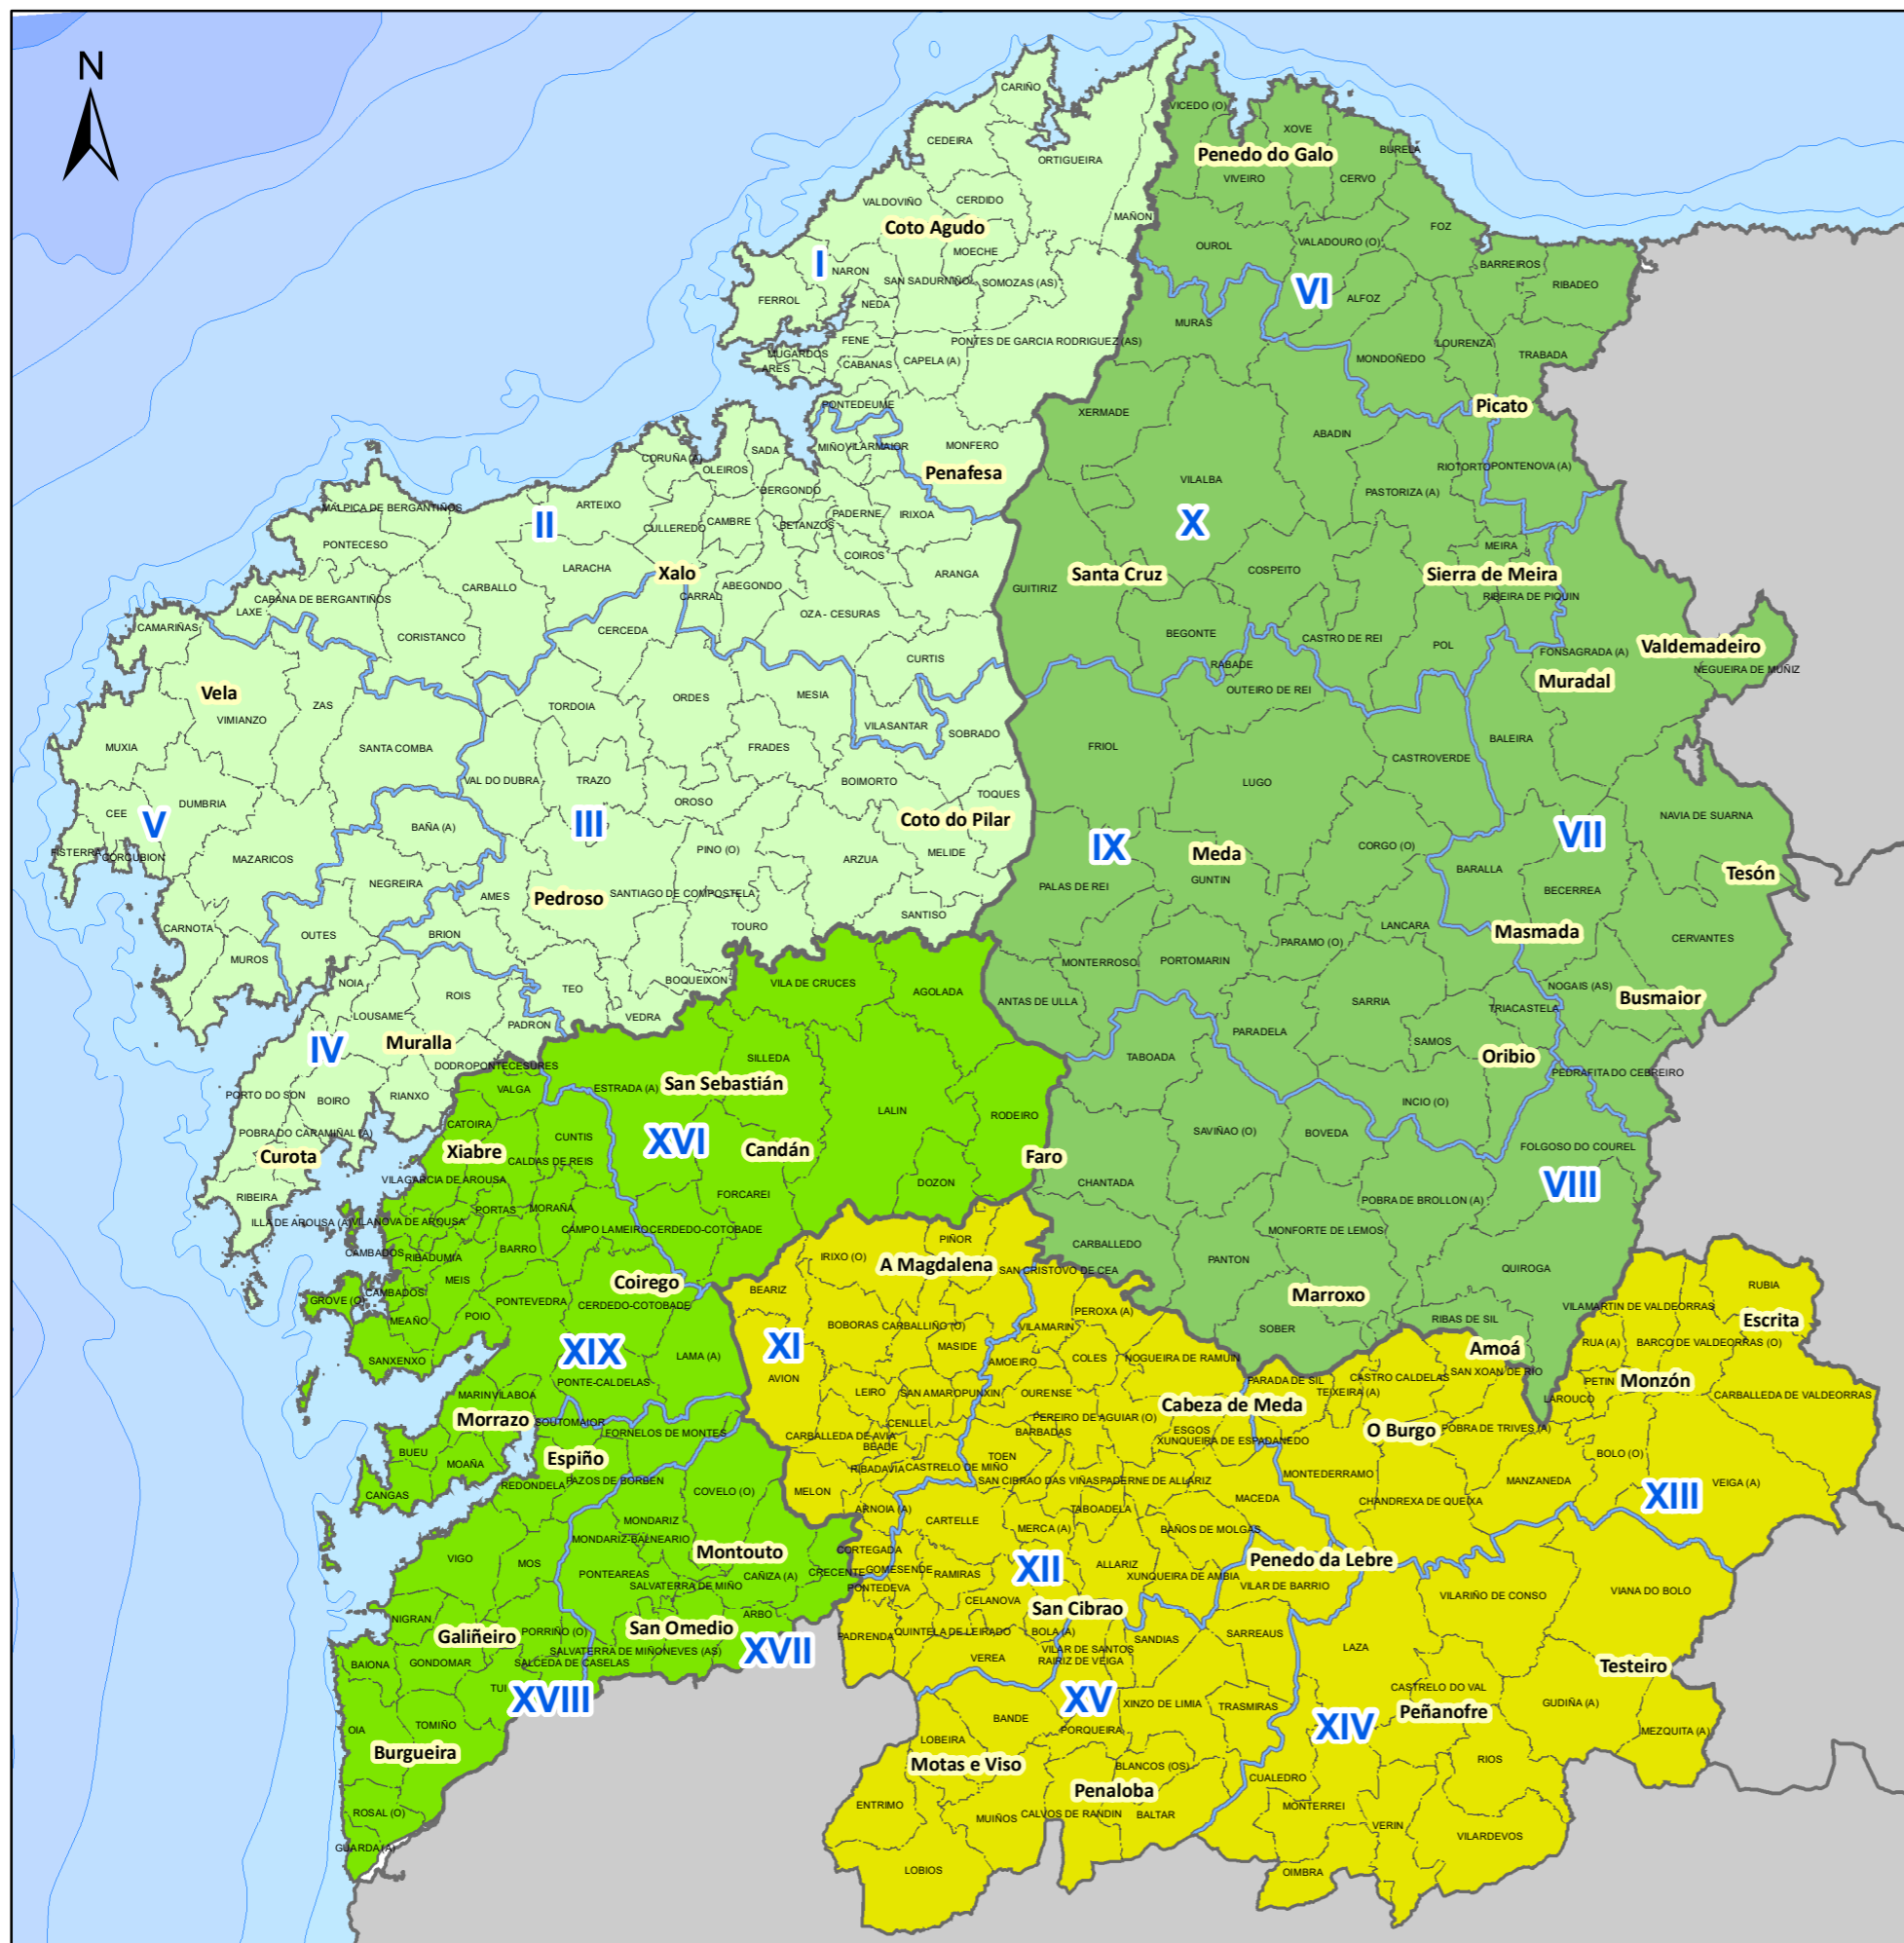 N
CARIÑO
VICEDO (O)
XOVE
CEDEIRA
ORTIGUEIRA
Penedo do Galo
BURELA
VIVEIRO
CERVO
VALDOVIÑO
CERDIDO
MAÑON
Coto Agudo
MOECHE
OUROL
VALADOURO (O)
FOZ
I
NARON
SAN SADURNIÑO
SOMOZAS (AS)
BARREIROS
RIBADEO
FERROL
NEDA
VI
ALFOZ
MURAS
FENE
PONTES DE GARCIA RODRIGUEZ (AS)
LOURENZA
TRABADA
MUGARDOS
ARES
CABANAS
CAPELA (A)
MONDOÑEDO
PONTEDEUME
XERMADE
Picato
MIÑO
VILARMAIOR
MONFERO
ABADIN
SADA
CORUÑA (A)
OLEIROS
Penafesa
RIOTORTO
PONTENOVA (A)
VILALBA
PASTORIZA (A)
BERGONDO
MALPICA DE BERGANTIÑOS
ARTEIXO
II
CULLEREDO
CAMBRE
BETANZOS
PADERNE
IRIXOA
X
PONTECESO
COIROS
MEIRA
LARACHA
Xalo
ABEGONDO
ARANGA
Santa Cruz
COSPEITO
Sierra de Meira
CARBALLO
CARRAL
GUITIRIZ
RIBEIRA DE PIQUIN
CABANA DE BERGANTIÑOS
LAXE
OZA - CESURAS
CAMARIÑAS
CORISTANCO
CERCEDA
BEGONTE
CASTRO DE REI
POL
FONSAGRADA (A)
Valdemadeiro
CURTIS
RABADE
NEGUEIRA DE MUÑIZ
Vela
ZAS
ORDES
MESIA
OUTEIRO DE REI
Muradal
VIMIANZO
TORDOIA
VILASANTAR
SOBRADO
MUXIA
SANTA COMBA
FRADES
FRIOL
BALEIRA
CASTROVERDE
VAL DO DUBRA
TRAZO
BOIMORTO
LUGO
TOQUES
CEE
DUMBRIA
OROSO
Coto do Pilar
NAVIA DE SUARNA
V
BAÑA (A)
III
IX
VII
FISTERRA
CORCUBION
MAZARICOS
PINO (O)
ARZUA
MELIDE
Meda
CORGO (O)
BARALLA
Tesón
NEGREIRA
AMES
Pedroso
SANTIAGO DE COMPOSTELA
PALAS DE REI
GUNTIN
BECERREA
CARNOTA
OUTES
BRION
TOURO
SANTISO
LANCARA
Masmada
MUROS
PARAMO (O)
CERVANTES
MONTERROSO
PORTOMARIN
NOIA
ROIS
TEO
BOQUEIXON
VILA DE CRUCES
AGOLADA
ANTAS DE ULLA
SARRIA
TRIACASTELA
NOGAIS (AS)
Busmaior
LOUSAME
PADRON
VEDRA
PARADELA
SAMOS
IV
Muralla
SILLEDA
TABOADA
Oribio
DODRO
PONTECESURES
PEDRAFITA DO CEBREIRO
PORTO DO SON
BOIRO
RIANXO
VALGA
ESTRADA (A)
San Sebastián
LALIN
RODEIRO
INCIO (O)
POBRA DO CARAMIÑAL (A)
CATOIRA
CUNTIS
XVI
Candán
SAVIÑAO (O)
BOVEDA
FOLGOSO DO COUREL
Curota
Xiabre
CALDAS DE REIS
Faro
VILAGARCIA DE AROUSA
FORCAREI
DOZON
CHANTADA
POBRA DE BROLLON (A)
VIII
RIBEIRA
ILLA DE AROUSA (A)
VILANOVA DE AROUSA
PORTAS
MORAÑA
CAMPO LAMEIRO
CERDEDO-COTOBADE
MONFORTE DE LEMOS
CAMBADOS
RIBADUMIA
BARRO
IRIXO (O)
PIÑOR
CARBALLEDO
PANTON
A Magdalena
SAN CRISTOVO DE CEA
QUIROGA
MEIS
Coirego
BEARIZ
RUBIA
GROVE (O)
CAMBADOS
PONTEVEDRA
CERDEDO-COTOBADE
Marroxo
VILAMARTIN DE VALDEORRAS
MEAÑO
POIO
PEROXA (A)
RIBAS DE SIL
Escrita
BOBORAS
CARBALLIÑO (O)
VILAMARIN
SOBER
SANXENXO
XIX
LAMA (A)
XI
MASIDE
AMOEIRO
COLES
NOGUEIRA DE RAMUIN
Amoá
RUA (A)
BARCO DE VALDEORRAS (O)
AVION
PARADA DE SIL
CASTRO CALDELAS
SAN XOAN DE RIO
PETIN
Monzón
PONTE-CALDELAS
MARIN
VILABOA
LEIRO
SAN AMARO
PUNXIN
OURENSE
TEIXEIRA (A)
LAROUCO
CARBALLEDA DE VALDEORRAS
Morrazo
SOUTOMAIOR
Cabeza de Meda
FORNELOS DE MONTES
CARBALLEDA DE AVIA
CENLLE
PEREIRO DE AGUIAR (O)
BARBADAS
ESGOS
O Burgo
POBRA DE TRIVES (A)
BUEU
BEADE
XUNQUEIRA DE ESPADANEDO
BOLO (O)
MOAÑA
Espiño
TOEN
RIBADAVIA
CASTRELO DE MIÑO
MONTEDERRAMO
MANZANEDA
REDONDELA
PAZOS DE BORBEN
SAN CIBRAO DAS VIÑAS
PADERNE DE ALLARIZ
VEIGA (A)
CANGAS
COVELO (O)
MELON
MACEDA
CHANDREXA DE QUEIXA
XIII
ARNOIA (A)
TABOADELA
MONDARIZ
CARTELLE
MERCA (A)
BAÑOS DE MOLGAS
MONDARIZ-BALNEARIO
VIGO
MOS
Montouto
CORTEGADA
Penedo da Lebre
PONTEAREAS
CAÑIZA (A)
CRECENTE
GOMESENDE
RAMIRAS
XII
ALLARIZ
XUNQUEIRA DE AMBIA
SALVATERRA DE MIÑO
PONTEDEVA
VILAR DE BARRIO
VILARIÑO DE CONSO
VIANA DO BOLO
ARBO
CELANOVA
San Cibrao
NIGRAN
Galiñeiro
PORRIÑO (O)
San Omedio
PADRENDA
QUINTELA DE LEIRADO
BOLA (A)
SANDIAS
SARREAUS
LAZA
SALVATERRA DE MIÑO
NEVES (AS)
XVII
VILAR DE SANTOS
BAIONA
GONDOMAR
SALCEDA DE CASELAS
VEREA
RAIRIZ DE VEIGA
Testeiro
TUI
XVIII
XV
XINZO DE LIMIA
TRASMIRAS
CASTRELO DO VAL
Peñanofre
GUDIÑA (A)
OIA
TOMIÑO
BANDE
PORQUEIRA
XIV
MEZQUITA (A)
Burgueira
LOBEIRA
Motas e Viso
BLANCOS (OS)
RIOS
Penaloba
CUALEDRO
ENTRIMO
MONTERREI
ROSAL (O)
MUIÑOS
CALVOS DE RANDIN
BALTAR
VERIN
VILARDEVOS
GUARDA (A)
LOBIOS
OIMBRA